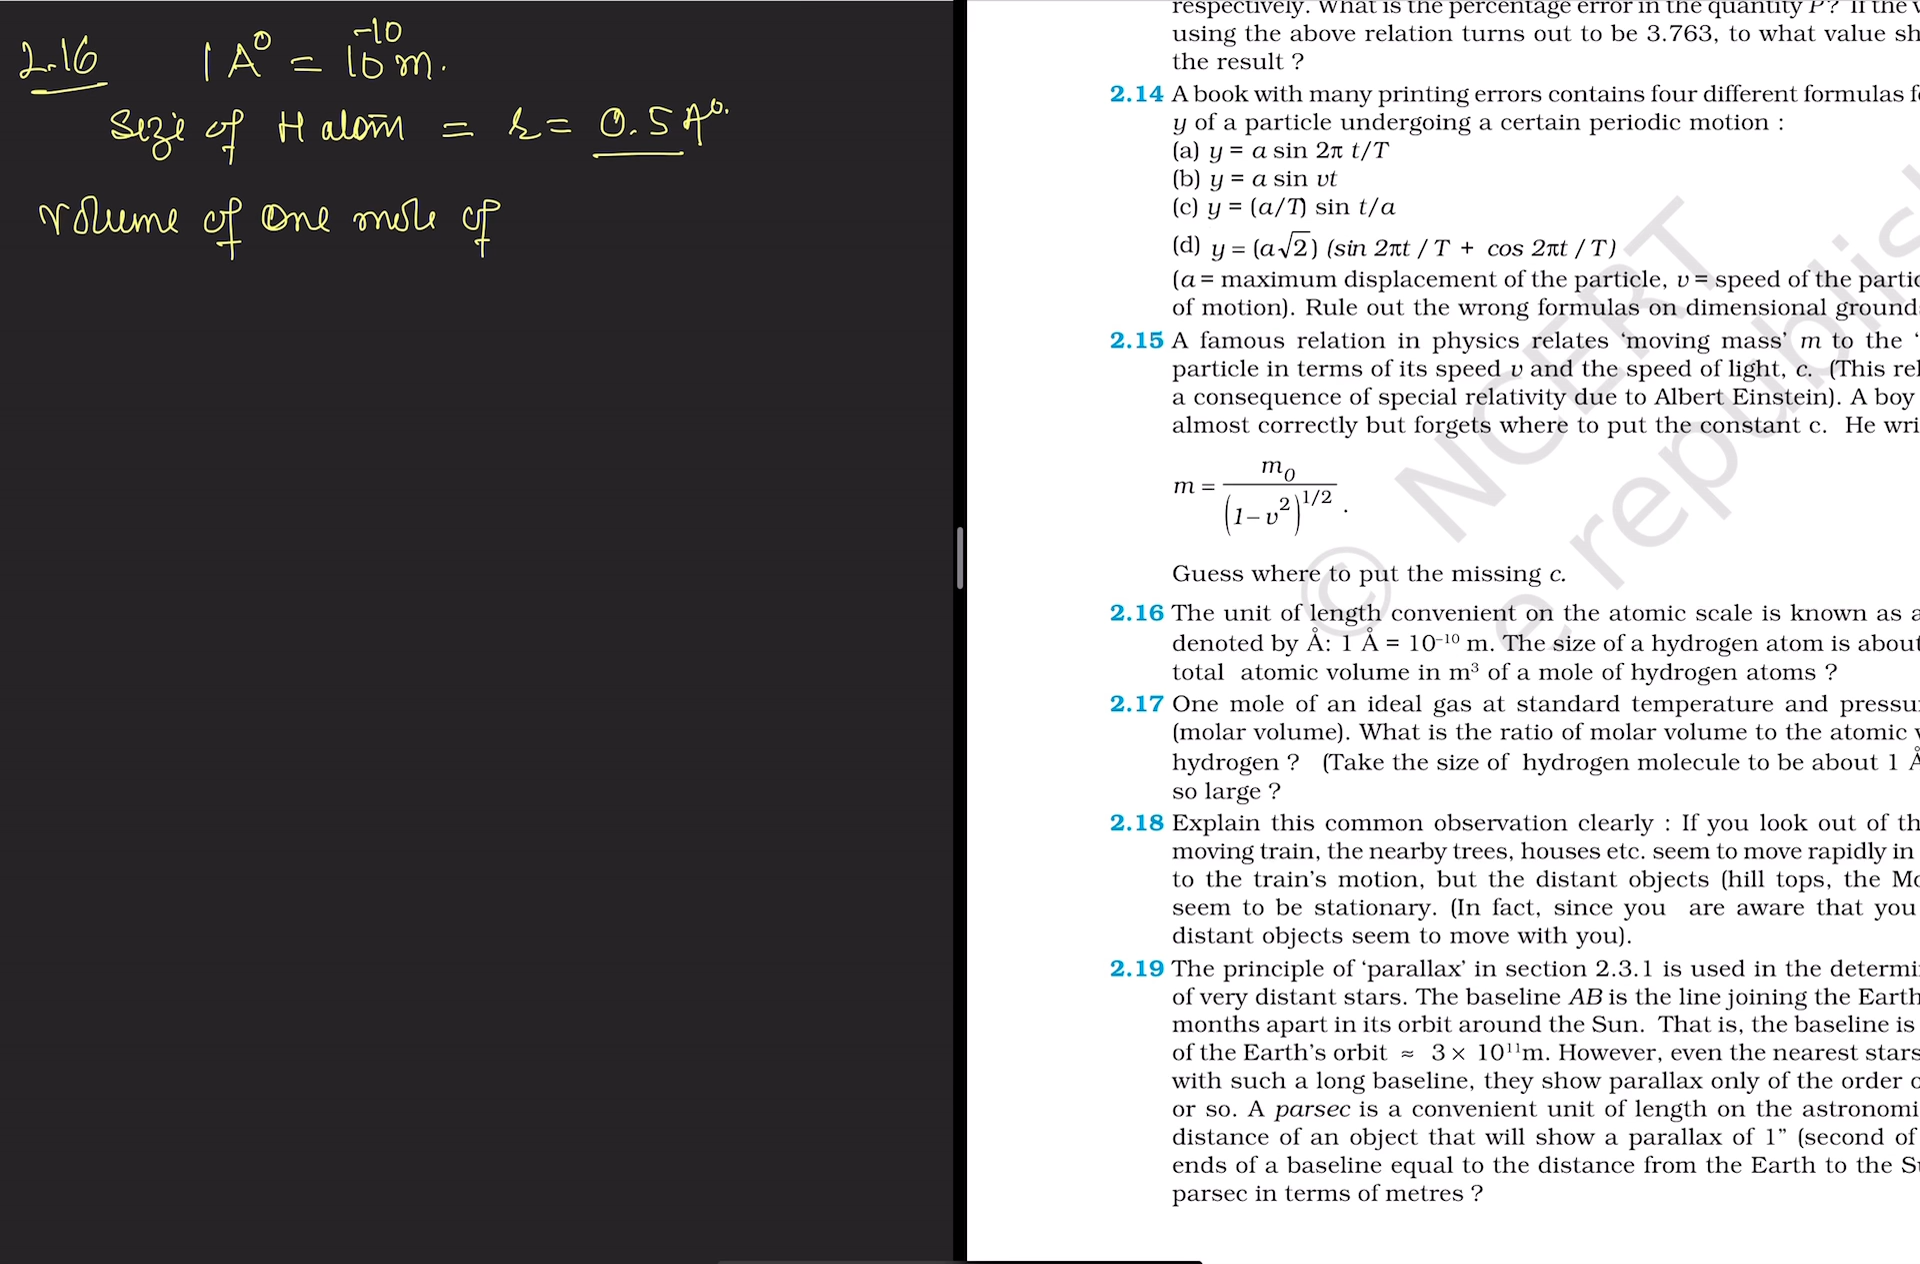 2.16 1 A⁰ = 10⁻¹⁰ m.
Size of H atom = r = 0.5 A⁰.
Volume of One mole of
respectively. What is the percentage error in the quantity P? If the
using the above relation turns out to be 3.763, to what value sh
the result ?
2.14 A book with many printing errors contains four different formulas f
y of a particle undergoing a certain periodic motion :
(a) y = a sin 2π t/T
(b) y = a sin vt
(c) y = (a/T) sin t/a
(d) y = (a√2) (sin 2πt / T + cos 2πt / T)
(a = maximum displacement of the particle, v = speed of the partic
of motion). Rule out the wrong formulas on dimensional ground
2.15 A famous relation in physics relates ‘moving mass’ m to the ‘
particle in terms of its speed v and the speed of light, c. (This rel
a consequence of special relativity due to Albert Einstein). A boy
almost correctly but forgets where to put the constant c. He wri
m = m₀ / (1 – v²)^1/2 .
Guess where to put the missing c.
2.16 The unit of length convenient on the atomic scale is known as a
denoted by Å: 1 Å = 10⁻¹⁰ m. The size of a hydrogen atom is about
total atomic volume in m³ of a mole of hydrogen atoms ?
2.17 One mole of an ideal gas at standard temperature and pressu
(molar volume). What is the ratio of molar volume to the atomic
hydrogen ? (Take the size of hydrogen molecule to be about 1 Å
so large ?
2.18 Explain this common observation clearly : If you look out of th
moving train, the nearby trees, houses etc. seem to move rapidly in
to the train’s motion, but the distant objects (hill tops, the Mo
seem to be stationary. (In fact, since you are aware that you
distant objects seem to move with you).
2.19 The principle of ‘parallax’ in section 2.3.1 is used in the determi
of very distant stars. The baseline AB is the line joining the Earth
months apart in its orbit around the Sun. That is, the baseline is
of the Earth’s orbit ≈ 3 × 10¹¹m. However, even the nearest stars
with such a long baseline, they show parallax only of the order o
or so. A parsec is a convenient unit of length on the astronomi
distance of an object that will show a parallax of 1” (second of
ends of a baseline equal to the distance from the Earth to the Su
parsec in terms of metres ?
© NCERT
e republis